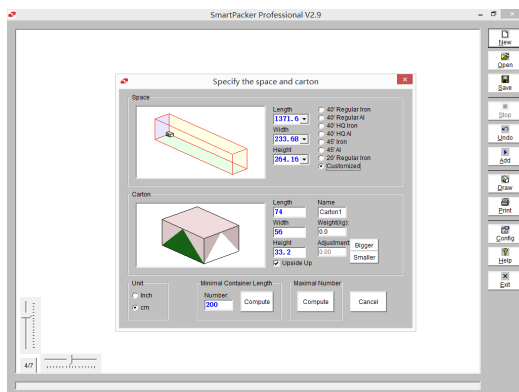 SmartPacker Professional V2.9
New
Open
Save
Stop
Undo
Add
Draw
Print
Config
Help
Exit
Specify the space and carton
Space
Length
1371.6
Width
233.68
Height
264.16
40' Regular Iron
40' Regular Al
40' HQ Iron
40' HQ Al
45' Iron
45' Al
20' Regular Iron
Customized
Carton
Length
74
Width
56
Height
33.2
Upside Up
Name
Carton1
Weight(kg):
0.0
Adjustment
0.00
Bigger
Smaller
Unit
Inch
cm
Minimal Container Length
Number:
200
Compute
Maximal Number
Compute
Cancel
4/7